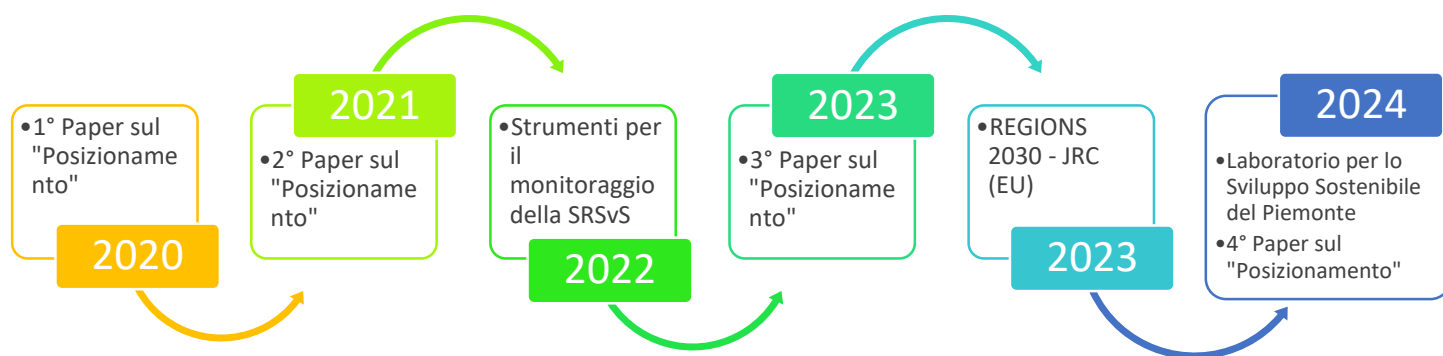 •1° Paper sul
"Posizioname
nto"
2020
2021
•2° Paper sul
"Posizioname
nto"
•Strumenti per
il
monitoraggio
della SRSvS
2022
2023
•3° Paper sul
"Posizioname
nto"
•REGIONS
2030 - JRC
(EU)
2023
2024
•Laboratorio per lo
Sviluppo Sostenibile
del Piemonte
•4° Paper sul
"Posizionamento"